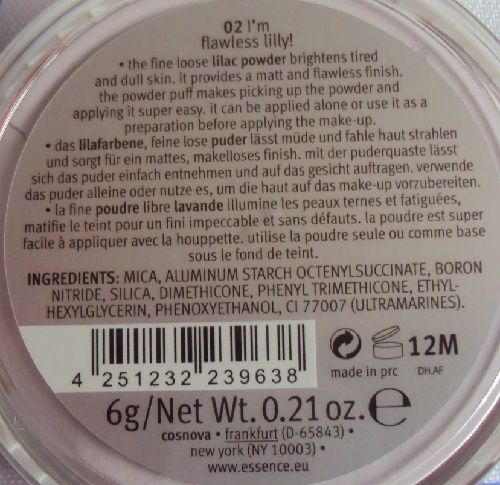 02 I'm
flawless lilly!
• the fine loose lilac powder brightens tired
and dull skin. it provides a matt and flawless finish.
the powder puff makes picking up the powder and
applying it super easy. it can be applied alone or use it as a
preparation before applying the make-up.
• das lilafarbene, feine lose puder lässt müde und fahle haut strahlen
und sorgt für ein mattes, makelloses finish. mit der puderquaste lässt
sich das puder einfach entnehmen und auf das gesicht auftragen. verwende
das puder alleine oder nutze es, um die haut auf das make-up vorzubereiten.
• la fine poudre libre lavande illumine les peaux ternes et fatiguées,
matifie le teint pour un fini impeccable et sans défauts. la poudre est super
facile à appliquer avec la houppette. utilise la poudre seule ou comme base
sous le fond de teint.
INGREDIENTS: MICA, ALUMINUM STARCH OCTENYLSUCCINATE, BORON
NITRIDE, SILICA, DIMETHICONE, PHENYL TRIMETHICONE, ETHYL-
HEXYLGLYCERIN, PHENOXYETHANOL, CI 77007 (ULTRAMARINES).
12M
made in prc DH.AF
4 251232 239638
6g/Net Wt. 0.21 oz. e
cosnova • frankfurt (D-65843) •
new york (NY 10003) •
www.essence.eu